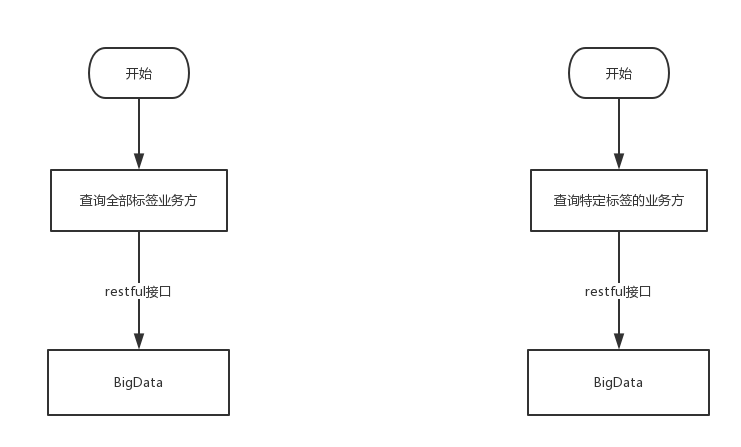 开始
查询全部标签业务方
restful接口
BigData
开始
查询特定标签的业务方
restful接口
BigData